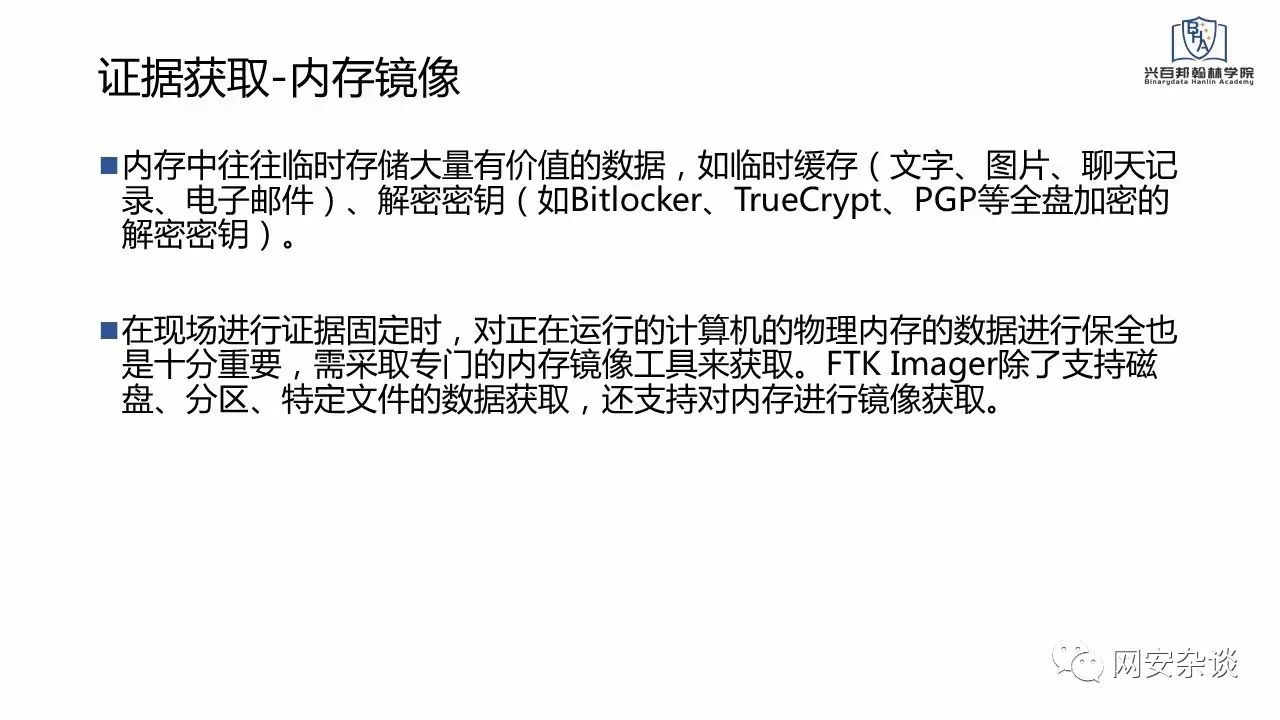 证据获取-内存镜像
BHA
兴百邦翰林学院
Binarydata Hanlin Academy
■内存中往往临时存储大量有价值的数据，如临时缓存（文字、图片、聊天记
录、电子邮件）、解密密钥（如Bitlocker、TrueCrypt、PGP等全盘加密的
解密密钥）。
■在现场进行证据固定时，对正在运行的计算机的物理内存的数据进行保全也
是十分重要，需采取专门的内存镜像工具来获取。FTK Imager除了支持磁
盘、分区、特定文件的数据获取，还支持对内存进行镜像获取。
网安杂谈